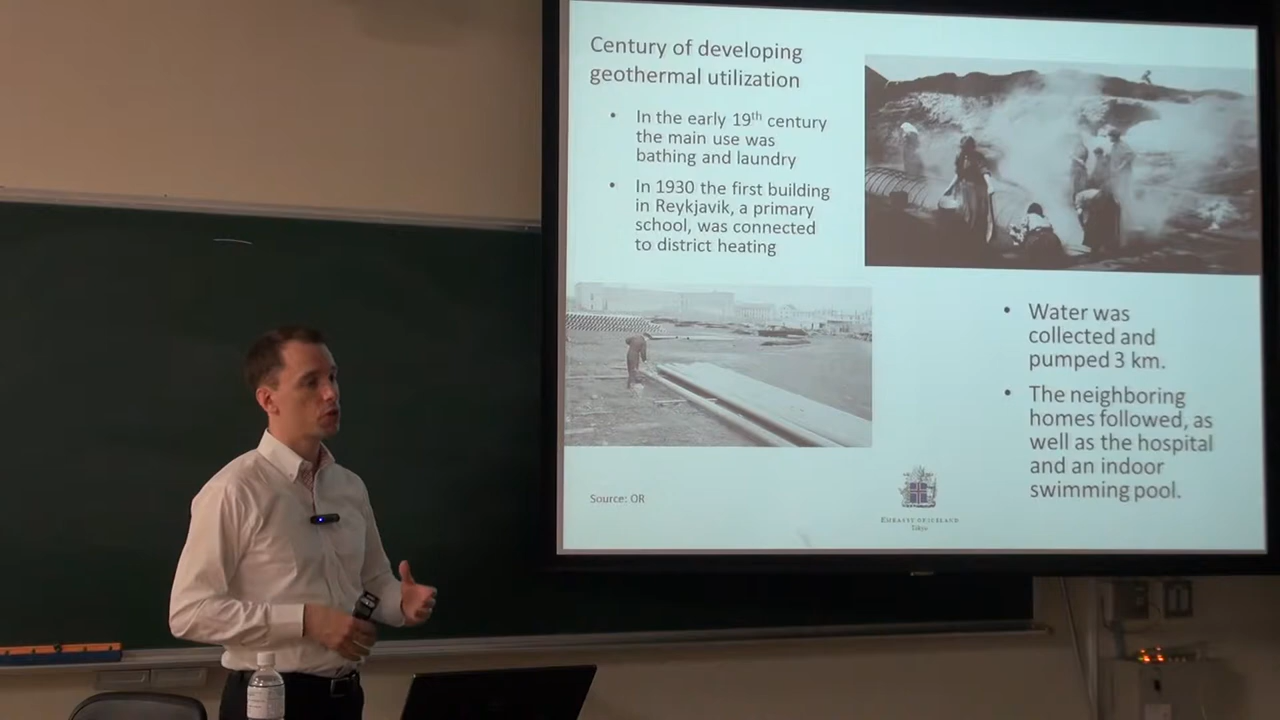 Century of developing
geothermal utilization
• In the early 19th century
the main use was
bathing and laundry
• In 1930 the first building
in Reykjavik, a primary
school, was connected
to district heating
• Water was
collected and
pumped 3 km.
• The neighboring
homes followed, as
well as the hospital
and an indoor
swimming pool.
Source: OR
EMBASSY OF ICELAND
Tokyo